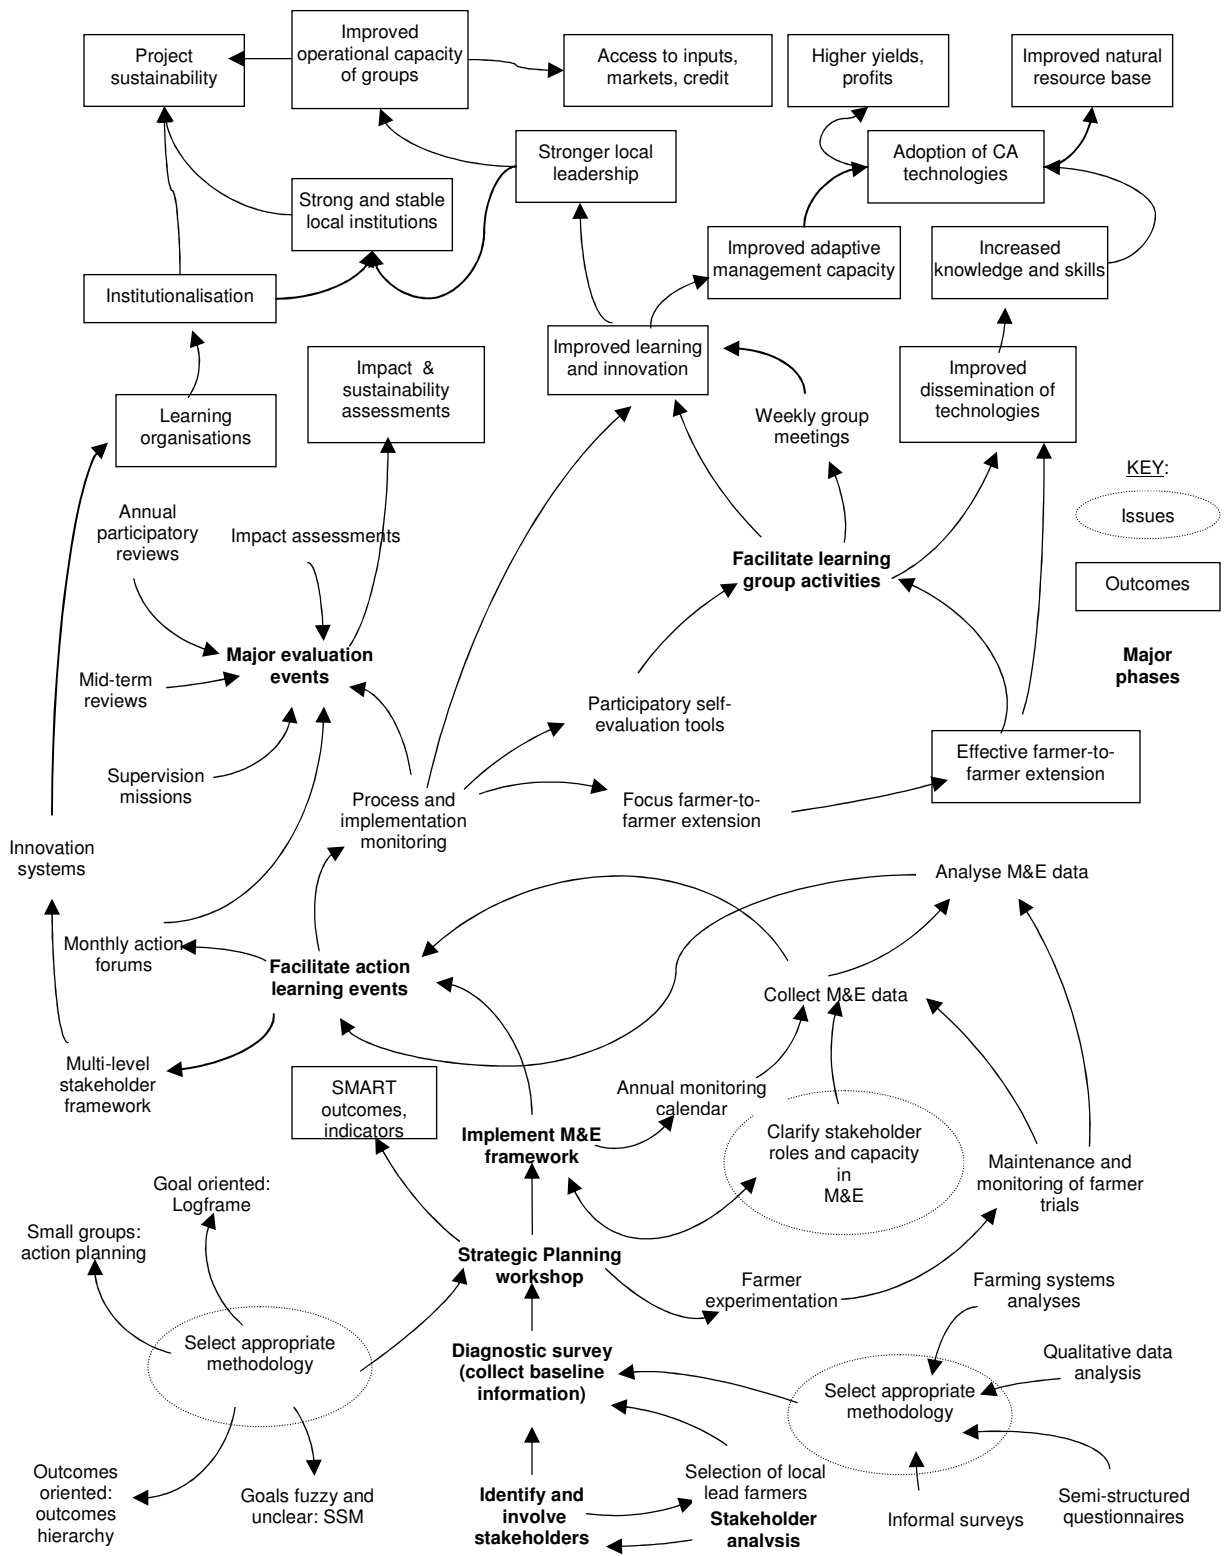 Project
sustainability
Improved
operational capacity
of groups
Access to inputs,
markets, credit
Higher yields,
profits
Improved natural
resource base
Stronger local
leadership
Adoption of CA
technologies
Strong and stable
local institutions
Improved adaptive
management capacity
Increased
knowledge and skills
Institutionalisation
Improved learning
and innovation
Impact &
sustainability
assessments
Improved
dissemination of
technologies
Learning
organisations
Weekly group
meetings
KEY:
Issues
Outcomes
Major
phases
Annual
participatory
reviews
Impact assessments
Facilitate learning
group activities
Major evaluation
events
Mid-term
reviews
Participatory self-
evaluation tools
Effective farmer-to-
farmer extension
Supervision
missions
Process and
implementation
monitoring
Focus farmer-to-
farmer extension
Innovation
systems
Analyse M&E data
Monthly action
forums
Facilitate action
learning events
Collect M&E data
Multi-level
stakeholder
framework
SMART
outcomes,
indicators
Annual monitoring
calendar
Implement M&E
framework
Clarify stakeholder
roles and capacity
in
M&E
Maintenance and
monitoring of farmer
trials
Goal oriented:
Logframe
Small groups:
action planning
Strategic Planning
workshop
Farmer
experimentation
Farming systems
analyses
Select appropriate
methodology
Diagnostic survey
(collect baseline
information)
Qualitative data
analysis
Select appropriate
methodology
Outcomes
oriented:
outcomes
hierarchy
Goals fuzzy and
unclear: SSM
Identify and
involve
stakeholders
Selection of local
lead farmers
Stakeholder
analysis
Informal surveys
Semi-structured
questionnaires